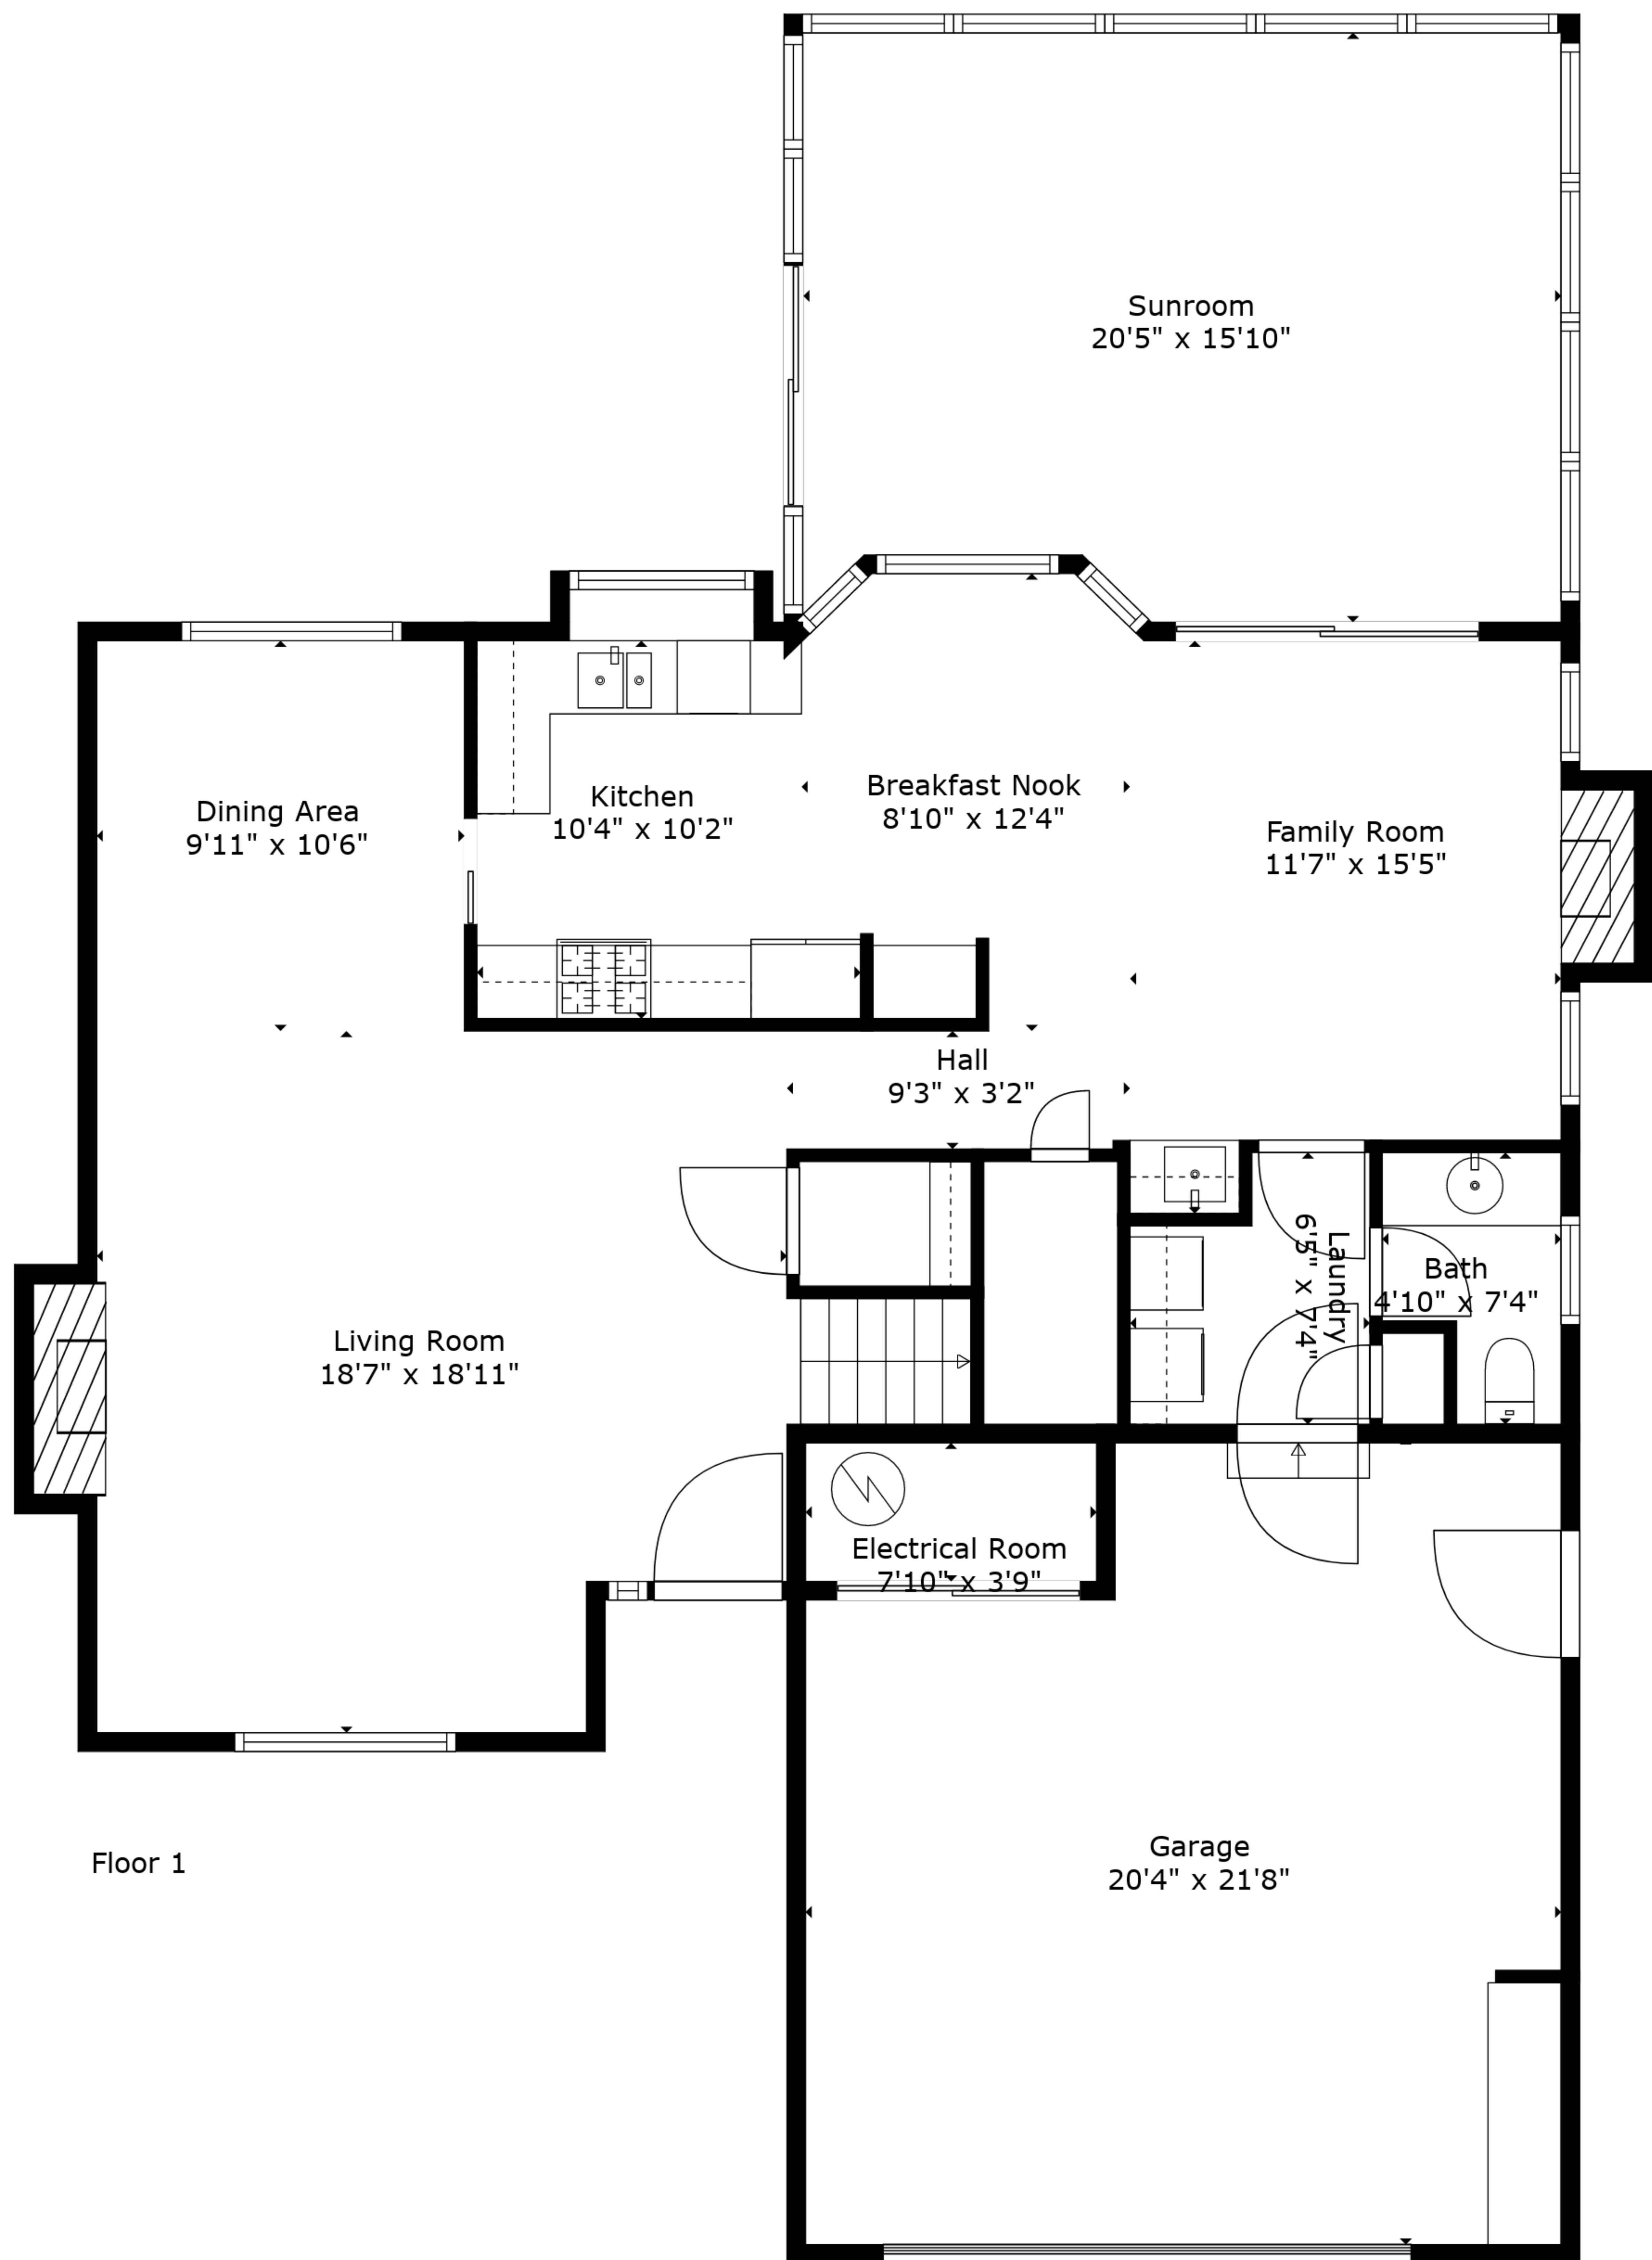 Sunroom
20'5" x 15'10"
Dining Area
9'11" x 10'6"
Kitchen
10'4" x 10'2"
Breakfast Nook
8'10" x 12'4"
Family Room
11'7" x 15'5"
Hall
9'3" x 3'2"
Laundry
6'5" x 7'4"
Bath
4'10" x 7'4"
Living Room
18'7" x 18'11"
Electrical Room
7'10" x 3'9"
Garage
20'4" x 21'8"
Floor 1